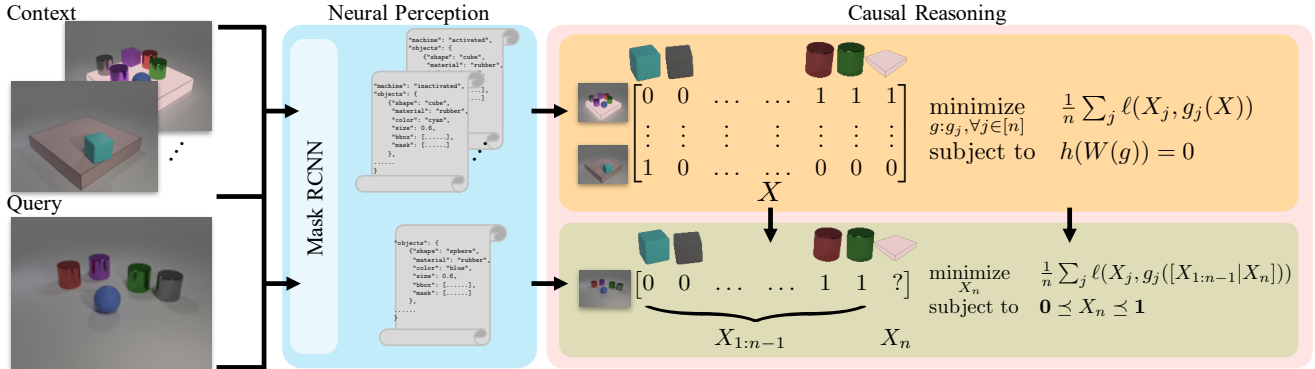 Context
Neural Perception
Causal Reasoning
Query
Mask RCNN
"machine": "activated",
"objects": {
{"shape": "cube",
"material": "rubber",
"machine": "inactivated",
"objects": {
{"shape": "cube",
"material": "rubber",
"color": "cyan",
"size": 0.6,
"bbox": [......],
"mask": [......]
},
......
}
"objects": {
{"shape": "sphere",
"material": "rubber",
"color": "blue",
"size": 0.6,
"bbox": [......],
"mask": [......]
},
......
}
0 0 ... ... 1 1 1
⋮ ⋮ ⋮ ⋮ ⋮ ⋮ ⋮
1 0 ... ... 0 0 0
X
minimize 1/n ∑_j ℓ(X_j, g_j(X))
g:g_j,∀j∈[n]
subject to h(W(g)) = 0
[0 0 ... ... 1 1 ?]
X_{1:n−1} X_n
minimize 1/n ∑_j ℓ(X_j, g_j([X_{1:n−1}|X_n]))
X_n
subject to 0 ⪯ X_n ⪯ 1